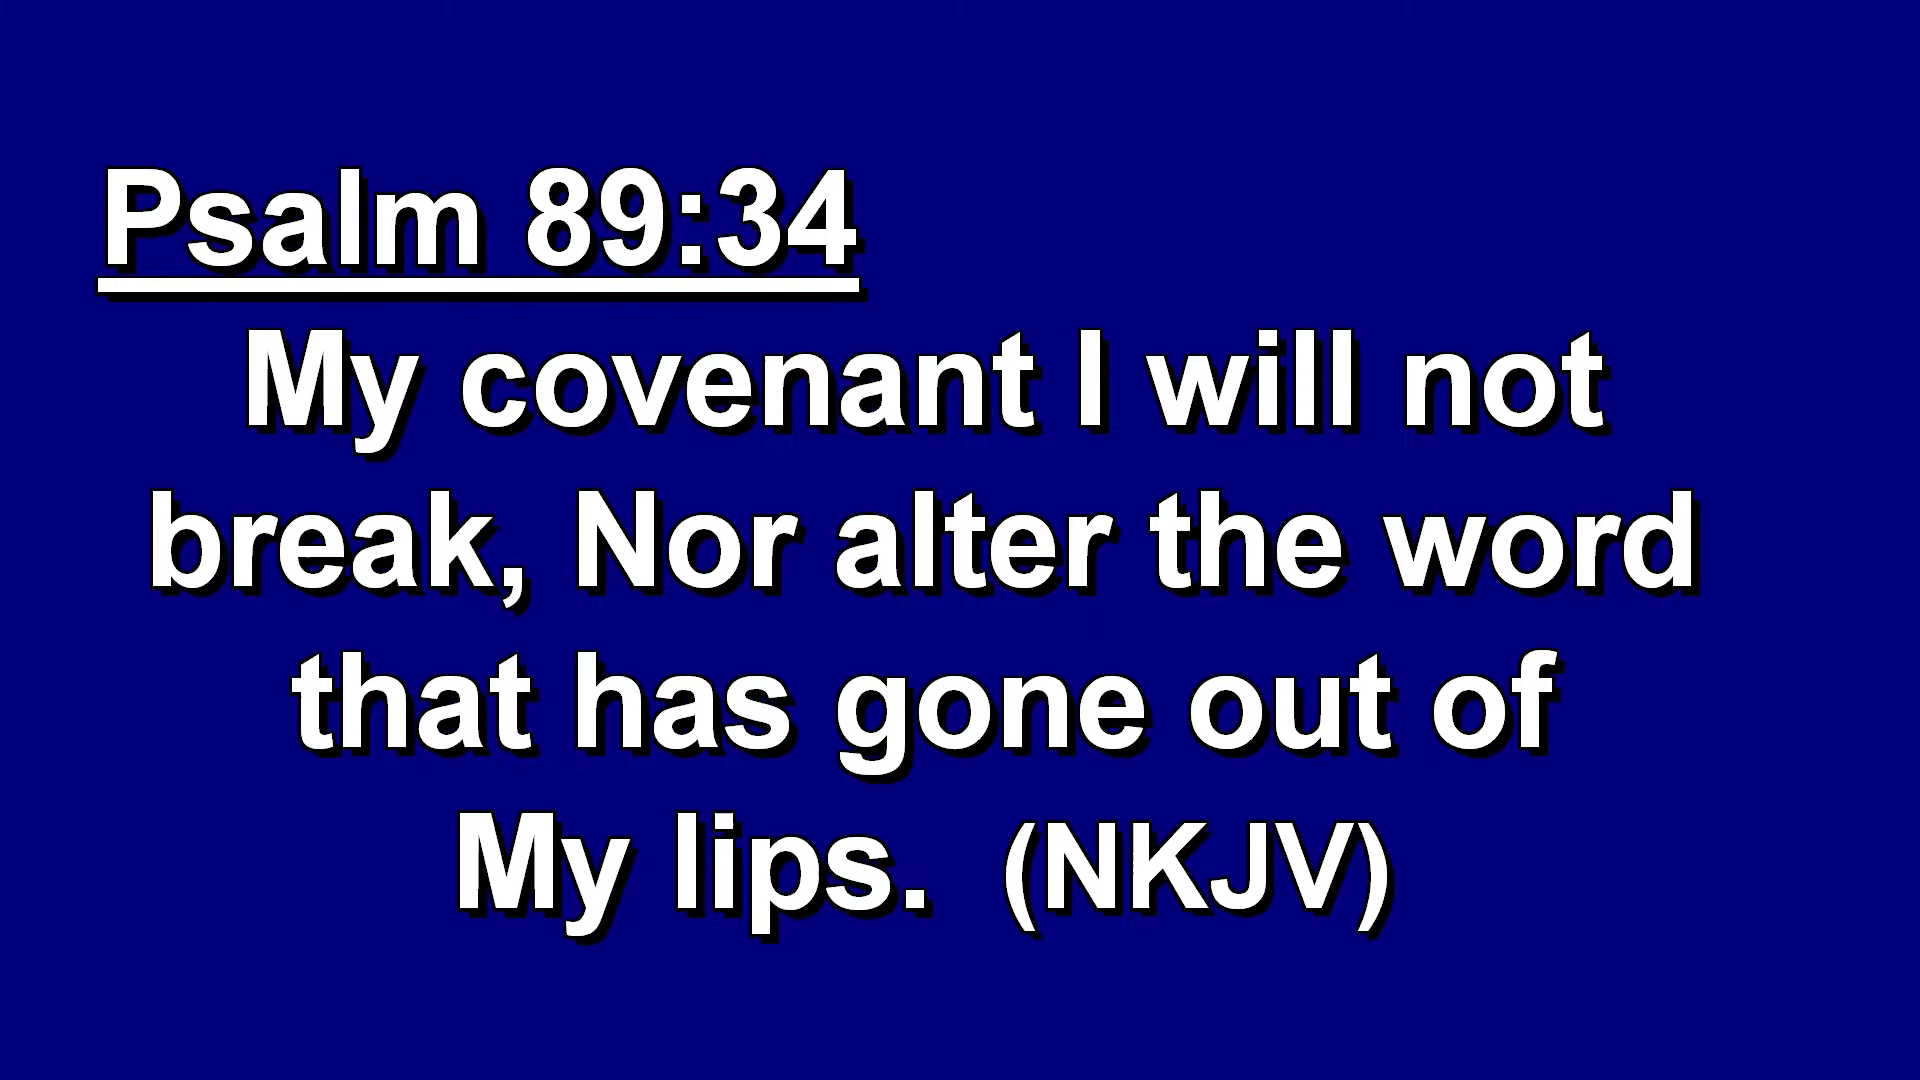 Psalm 89:34
My covenant I will not
break, Nor alter the word
that has gone out of
My lips. (NKJV)